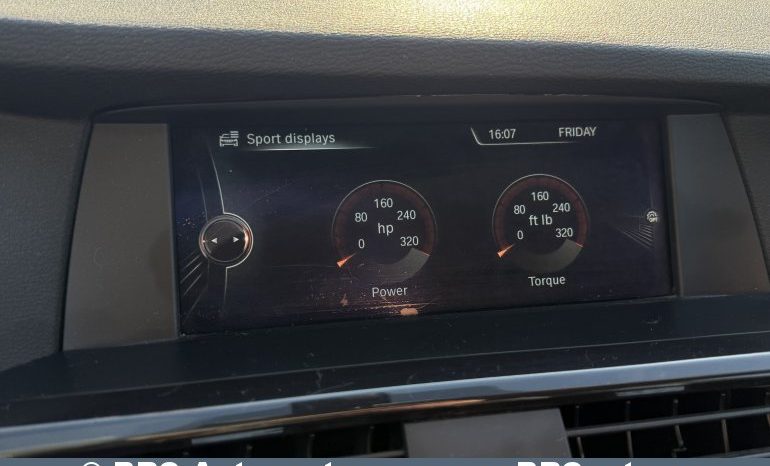 Sport displays
16:07 FRIDAY
160
80 240
hp
0 320
Power
160
80 240
ft lb
0 320
Torque